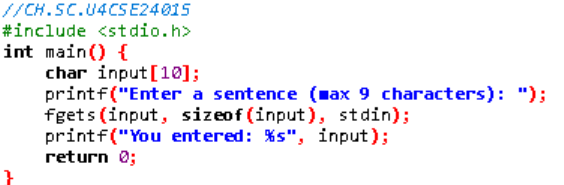 //CH.SC.U4CSE24015
#include <stdio.h>
int main() {
    char input[10];
    printf("Enter a sentence (max 9 characters): ");
    fgets(input, sizeof(input), stdin);
    printf("You entered: %s", input);
    return 0;
}